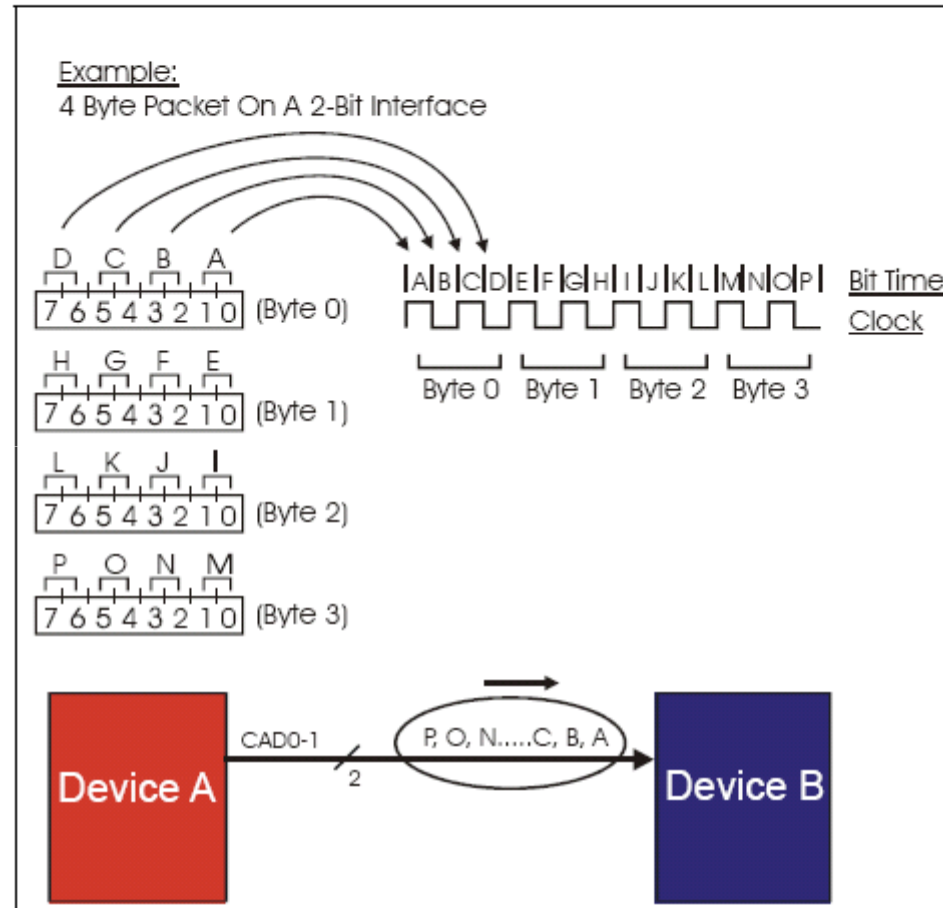 Example:
4 Byte Packet On A 2-Bit Interface
D C B A
7 6 5 4 3 2 1 0 (Byte 0)
|A|B|C|D|E|F|G|H|I|J|K|L|M|N|O|P| Bit Time
Clock
Byte 0 Byte 1 Byte 2 Byte 3
H G F E
7 6 5 4 3 2 1 0 (Byte 1)
L K J I
7 6 5 4 3 2 1 0 (Byte 2)
P O N M
7 6 5 4 3 2 1 0 (Byte 3)
Device A
CAD0-1
2
P, O, N.....C, B, A
Device B